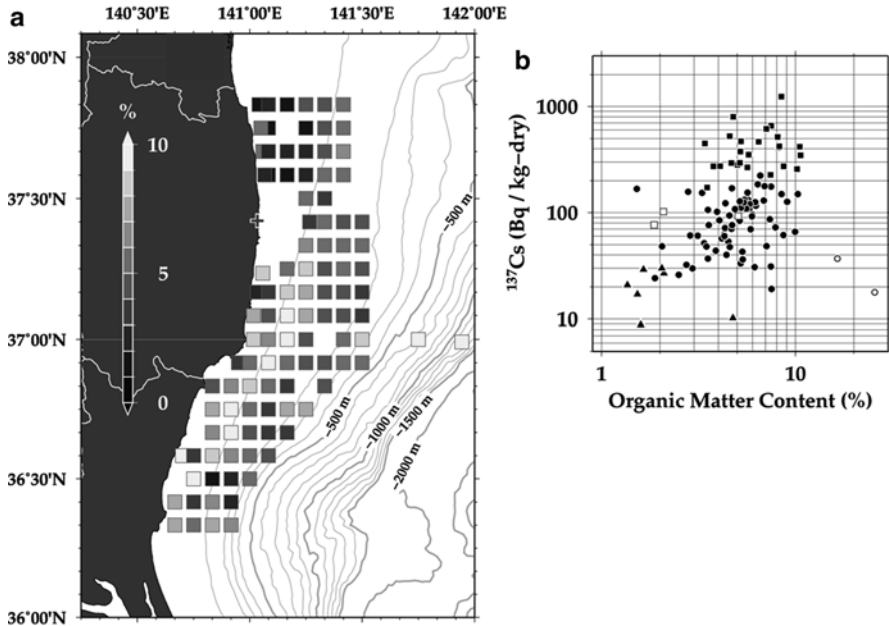 a
140˚30'E 141˚00'E 141˚30'E 142˚00'E
38˚00'N
37˚30'N
37˚00'N
36˚30'N
36˚00'N
%
10
5
0
−500 m
−500 m
−1000 m
−1500 m
−2000 m
b
1000
100
10
137Cs (Bq / kg−dry)
1 10
Organic Matter Content (%)